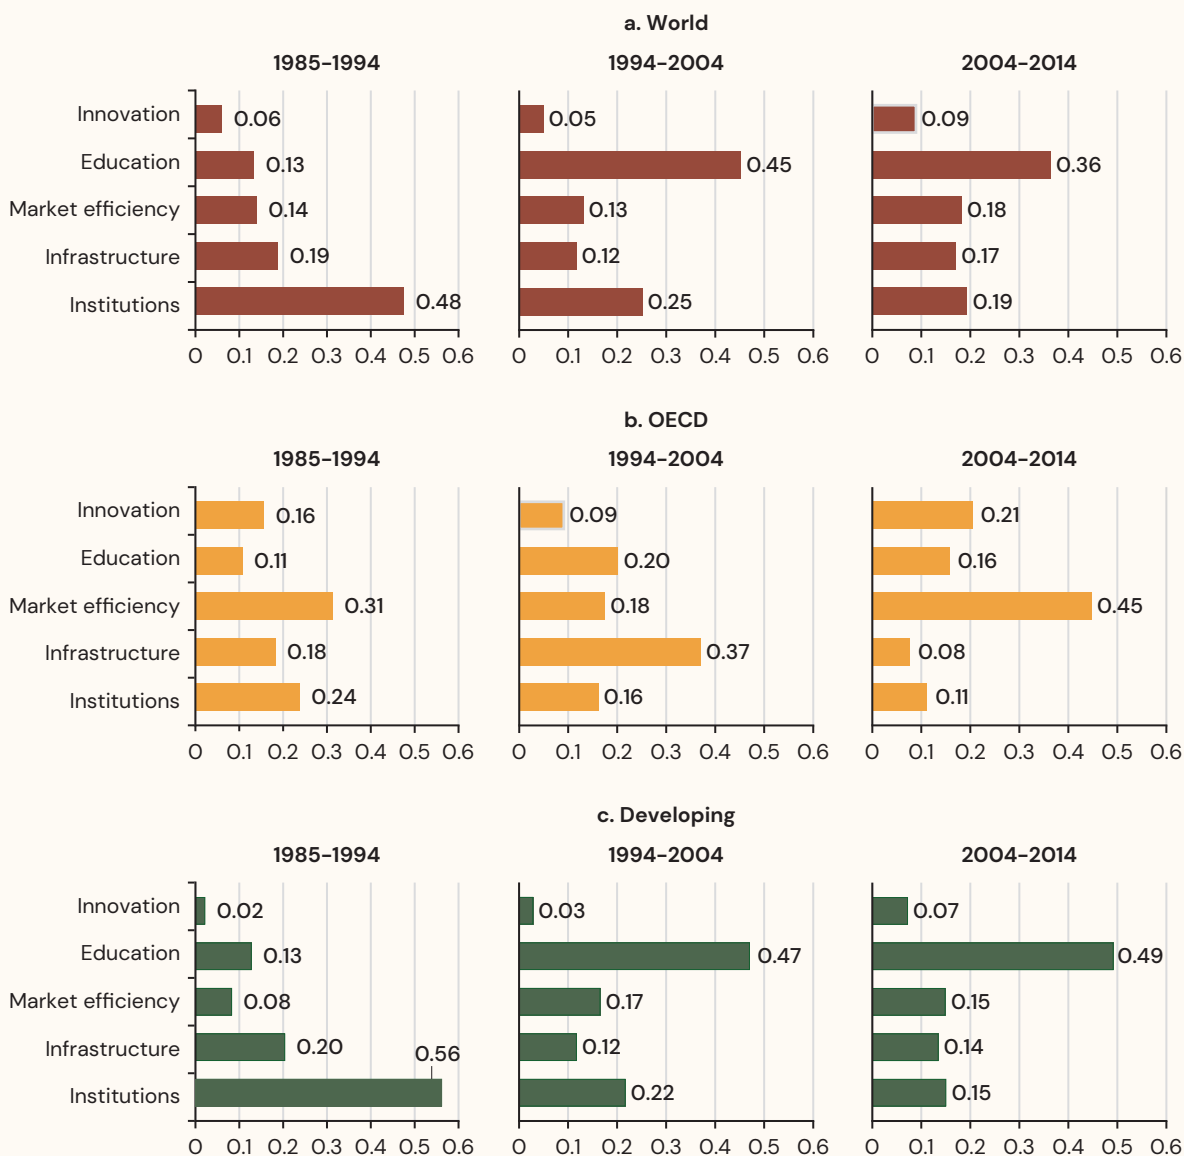 a. World
1985–1994 1994–2004 2004–2014
Innovation 0.06 0.05 0.09
Education 0.13 0.45 0.36
Market efficiency 0.14 0.13 0.18
Infrastructure 0.19 0.12 0.17
Institutions 0.48 0.25 0.19
0 0.1 0.2 0.3 0.4 0.5 0.6 0 0.1 0.2 0.3 0.4 0.5 0.6 0 0.1 0.2 0.3 0.4 0.5 0.6
b. OECD
1985–1994 1994–2004 2004–2014
Innovation 0.16 0.09 0.21
Education 0.11 0.20 0.16
Market efficiency 0.31 0.18 0.45
Infrastructure 0.18 0.37 0.08
Institutions 0.24 0.16 0.11
0 0.1 0.2 0.3 0.4 0.5 0.6 0 0.1 0.2 0.3 0.4 0.5 0.6 0 0.1 0.2 0.3 0.4 0.5 0.6
c. Developing
1985–1994 1994–2004 2004–2014
Innovation 0.02 0.03 0.07
Education 0.13 0.47 0.49
Market efficiency 0.08 0.17 0.15
Infrastructure 0.20 0.12 0.14
Institutions 0.56 0.22 0.15
0 0.1 0.2 0.3 0.4 0.5 0.6 0 0.1 0.2 0.3 0.4 0.5 0.6 0 0.1 0.2 0.3 0.4 0.5 0.6